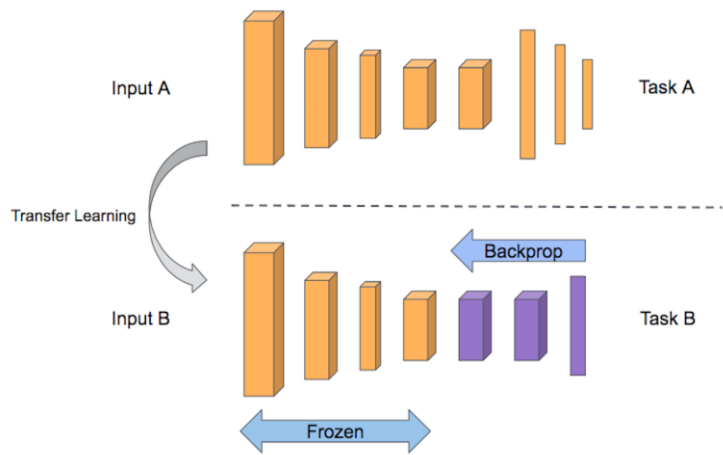 Input A
Task A
Transfer Learning
Backprop
Input B
Task B
Frozen